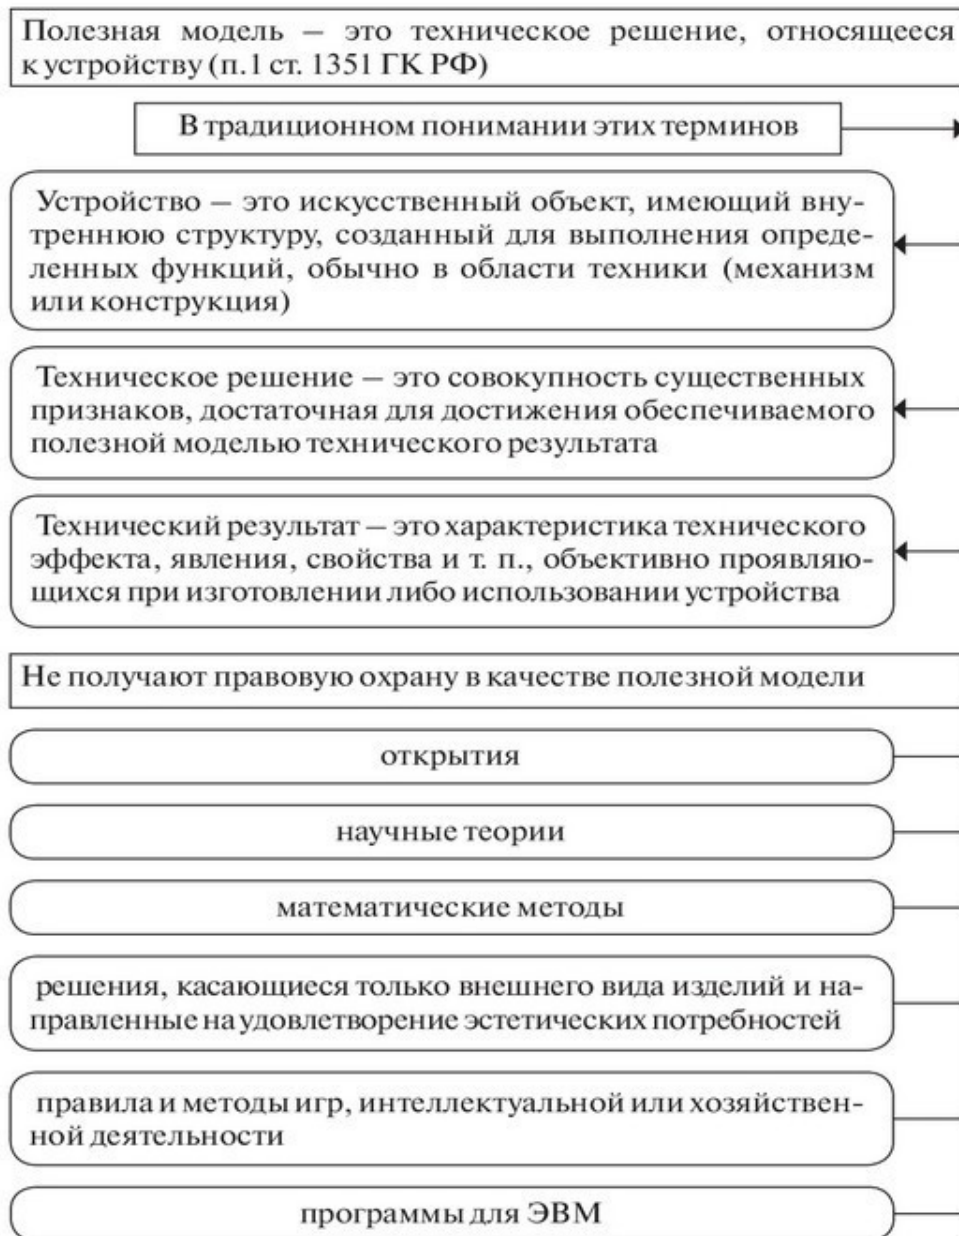 Полезная модель – это техническое решение, относящееся
к устройству (п.1 ст. 1351 ГК РФ)
В традиционном понимании этих терминов
Устройство – это искусственный объект, имеющий вну-
треннюю структуру, созданный для выполнения опреде-
ленных функций, обычно в области техники (механизм
или конструкция)
Техническое решение – это совокупность существенных
признаков, достаточная для достижения обеспечиваемого
полезной моделью технического результата
Технический результат – это характеристика технического
эффекта, явления, свойства и т. п., объективно проявляю-
щихся при изготовлении либо использовании устройства
Не получают правовую охрану в качестве полезной модели
открытия
научные теории
математические методы
решения, касающиеся только внешнего вида изделий и на-
правленные на удовлетворение эстетических потребностей
правила и методы игр, интеллектуальной или хозяйствен-
ной деятельности
программы для ЭВМ